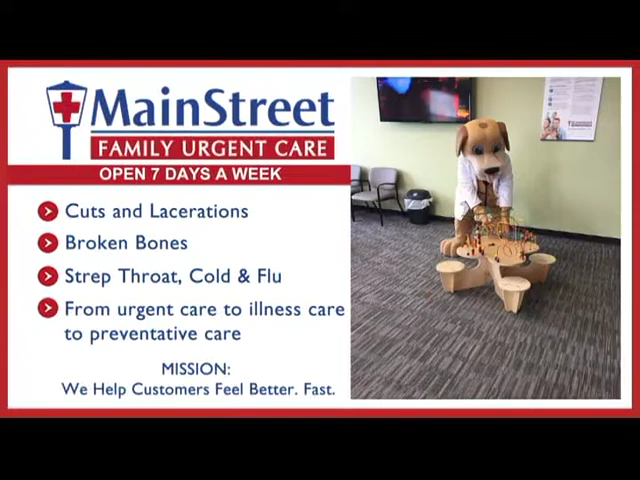 MainStreet
FAMILY URGENT CARE
OPEN 7 DAYS A WEEK
Cuts and Lacerations
Broken Bones
Strep Throat, Cold & Flu
From urgent care to illness care
to preventative care
MISSION:
We Help Customers Feel Better. Fast.